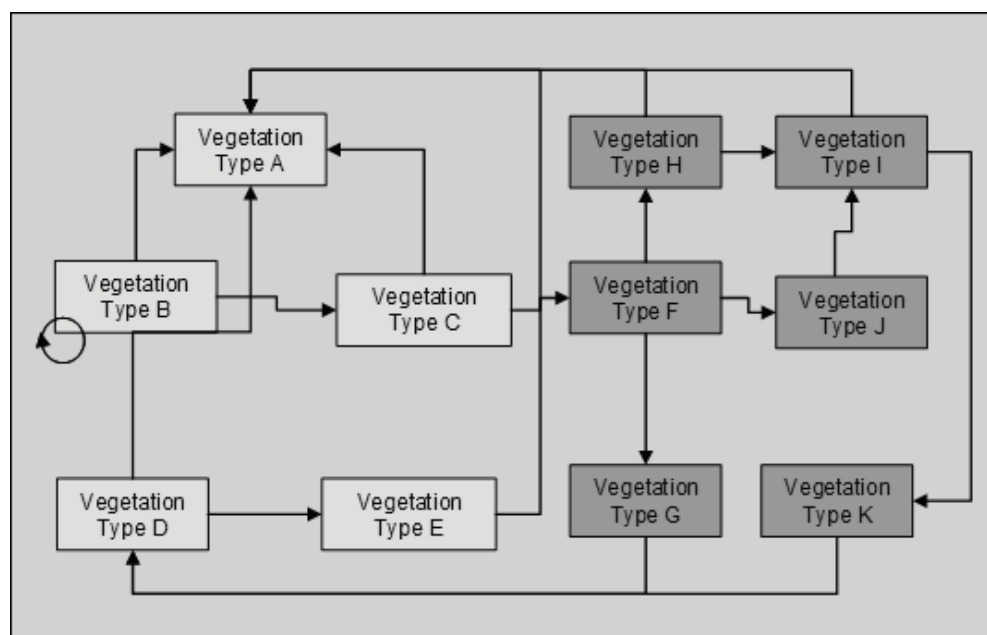 Vegetation
Type A
Vegetation
Type H
Vegetation
Type I
Vegetation
Type B
Vegetation
Type C
Vegetation
Type F
Vegetation
Type J
Vegetation
Type D
Vegetation
Type E
Vegetation
Type G
Vegetation
Type K